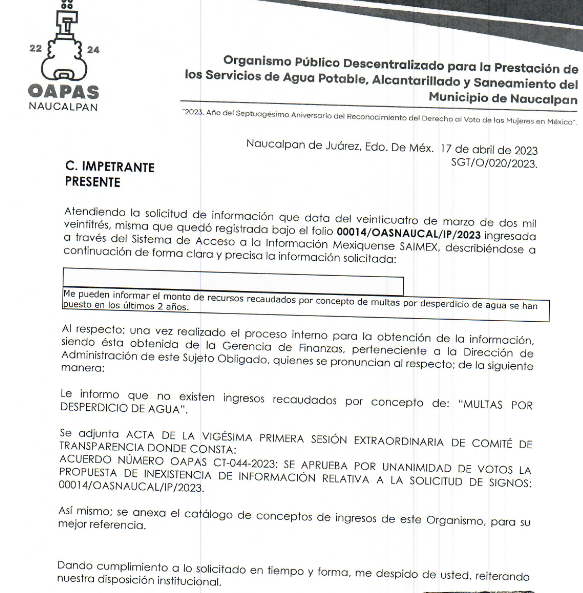 22 24
OAPAS
NAUCALPAN
Organismo Público Descentralizado para la Prestación de
los Servicios de Agua Potable, Alcantarillado y Saneamiento del
Municipio de Naucalpan
"2023. Año del Septuagésimo Aniversario del Reconocimiento del Derecho al Voto de las Mujeres en México".
Naucalpan de Juárez, Edo. De Méx. 17 de abril de 2023
SGT/O/020/2023.
C. IMPETRANTE
PRESENTE
Atendiendo la solicitud de información que data del veinticuatro de marzo de dos mil
veintitrés, misma que quedó registrada bajo el folio 00014/OASNAUCAL/IP/2023 ingresada
a través del Sistema de Acceso a la Información Mexiquense SAIMEX, describiéndose a
continuación de forma clara y precisa la información solicitada:
Me pueden informar el monto de recursos recaudados por concepto de multas por desperdicio de agua se han
puesto en los últimos 2 años.
Al respecto; una vez realizado el proceso interno para la obtención de la información,
siendo ésta obtenida de la Gerencia de Finanzas, perteneciente a la Dirección de
Administración de este Sujeto Obligado, quienes se pronuncian al respecto; de la siguiente
manera:
Le informo que no existen ingresos recaudados por concepto de: "MULTAS POR
DESPERDICIO DE AGUA".
Se adjunta ACTA DE LA VIGÉSIMA PRIMERA SESIÓN EXTRAORDINARIA DE COMITÉ DE
TRANSPARENCIA DONDE CONSTA:
ACUERDO NÚMERO OAPAS CT-044-2023: SE APRUEBA POR UNANIMIDAD DE VOTOS LA
PROPUESTA DE INEXISTENCIA DE INFORMACIÓN RELATIVA A LA SOLICITUD DE SIGNOS:
00014/OASNAUCAL/IP/2023.
Así mismo; se anexa el catálogo de conceptos de ingresos de este Organismo, para su
mejor referencia.
Dando cumplimiento a lo solicitado en tiempo y forma, me despido de usted, reiterando
nuestra disposición institucional.